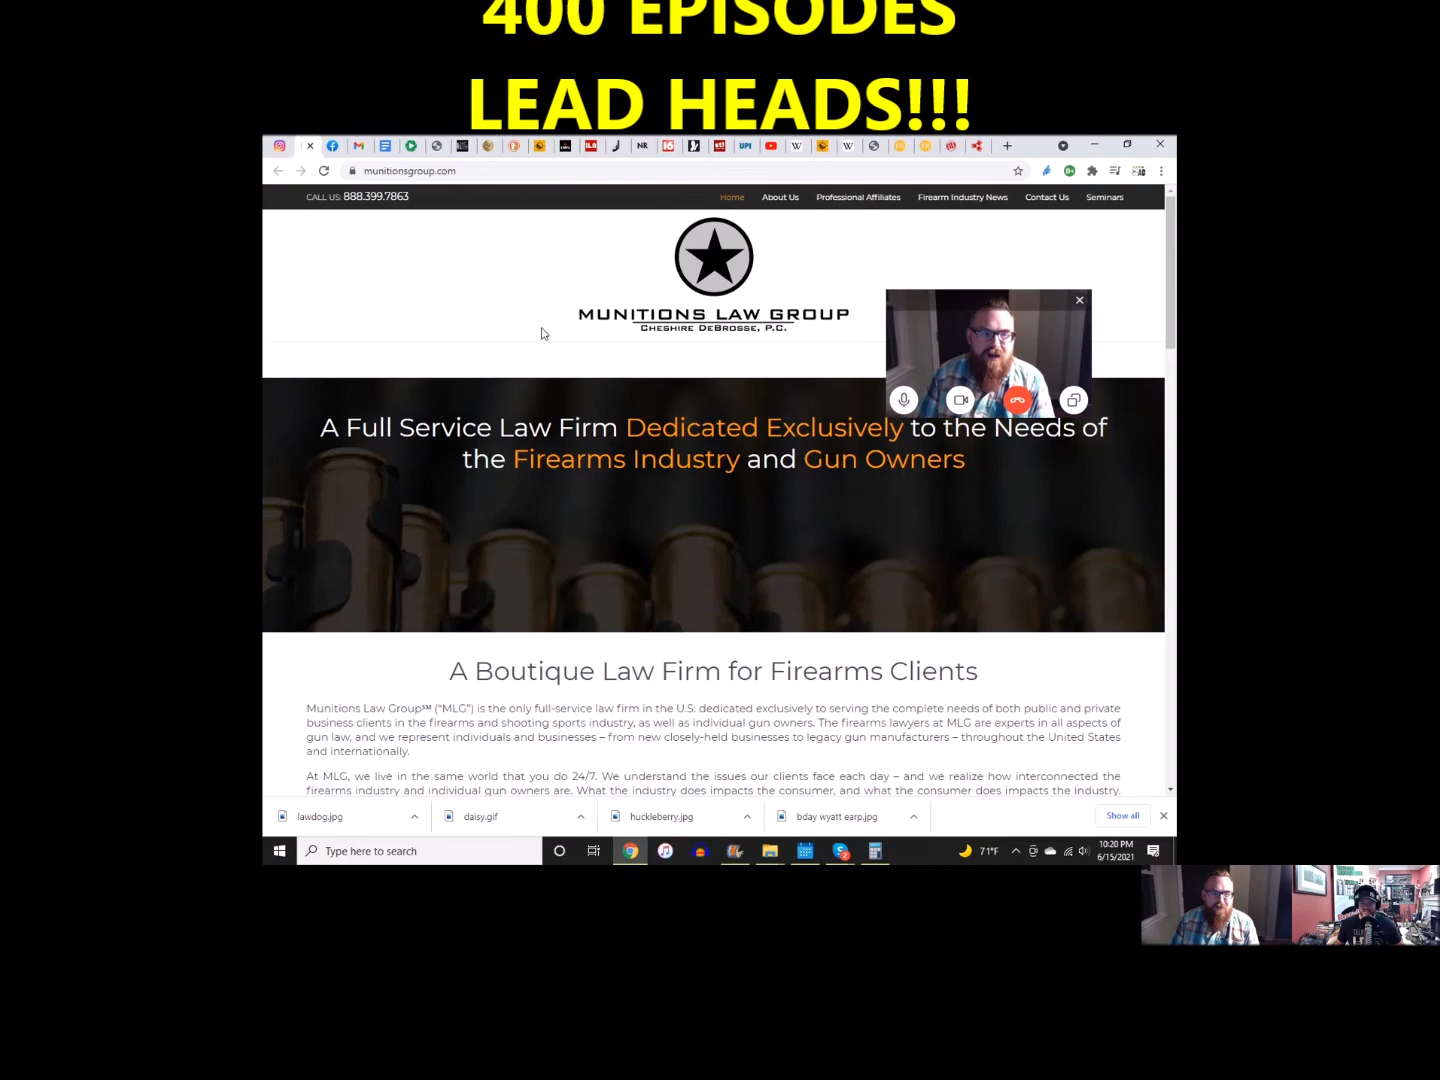 400 EPISODES
LEAD HEADS!!!
NR
UPI
W
W
munitionsgroup.com
CALL US: 888.399.7863
Home About Us Professional Affiliates Firearm Industry News Contact Us Seminars
MUNITIONS LAW GROUP
CHESHIRE DEBROSSE, P.C.
A Full Service Law Firm Dedicated Exclusively to the Needs of
the Firearms Industry and Gun Owners
A Boutique Law Firm for Firearms Clients
Munitions Law Group℠ (“MLG”) is the only full-service law firm in the U.S. dedicated exclusively to serving the complete needs of both public and private
business clients in the firearms and shooting sports industry, as well as individual gun owners. The firearms lawyers at MLG are experts in all aspects of
gun law, and we represent individuals and businesses – from new closely-held businesses to legacy gun manufacturers – throughout the United States
and internationally.
At MLG, we live in the same world that you do 24/7. We understand the issues our clients face each day – and we realize how interconnected the
firearms industry and individual gun owners are. What the industry does impacts the consumer, and what the consumer does impacts the industry.
lawdog.jpg daisy.gif huckleberry.jpg bday wyatt earp.jpg Show all
Type here to search
71°F
10:20 PM
6/15/2021